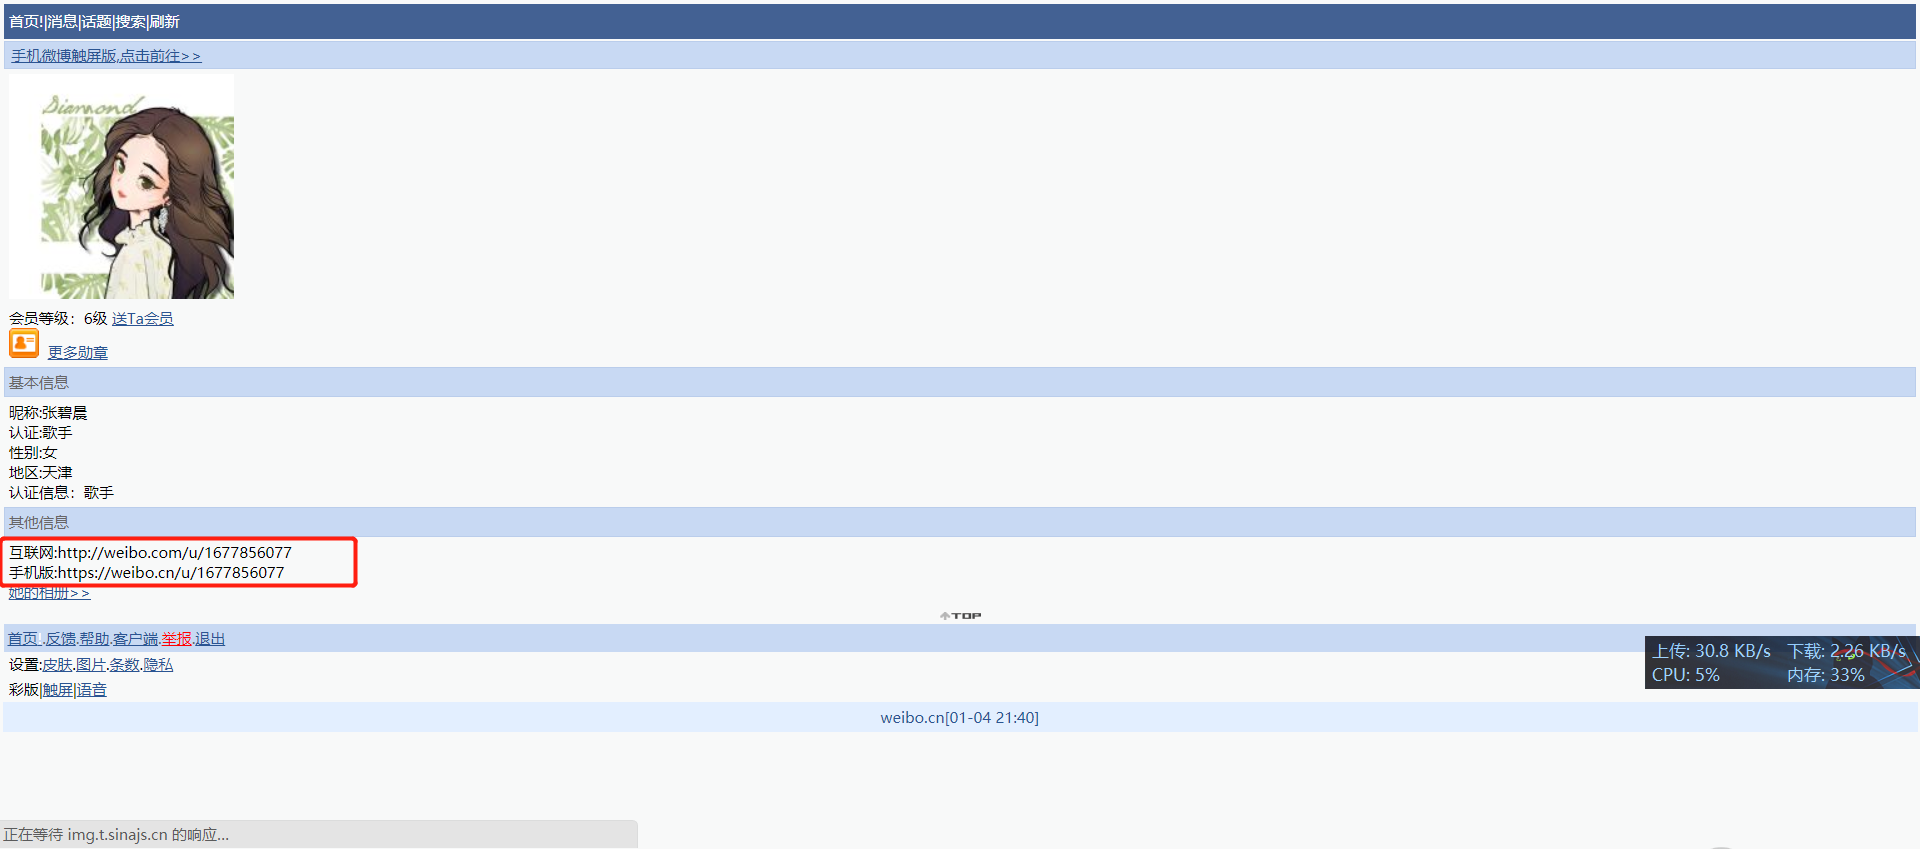 首页!|消息|话题|搜索|刷新
手机微博触屏版,点击前往>>
Diamond
会员等级：6级 送Ta会员
更多勋章
基本信息
昵称:张碧晨
认证:歌手
性别:女
地区:天津
认证信息：歌手
其他信息
互联网:http://weibo.com/u/1677856077
手机版:https://weibo.cn/u/1677856077
她的相册>>
TOP
首页!.反馈.帮助.客户端.举报.退出
上传: 30.8 KB/s 下载: 2.26 KB/s
设置:皮肤.图片.条数.隐私
CPU: 5% 内存: 33%
彩版|触屏|语音
weibo.cn[01-04 21:40]
正在等待 img.t.sinajs.cn 的响应...